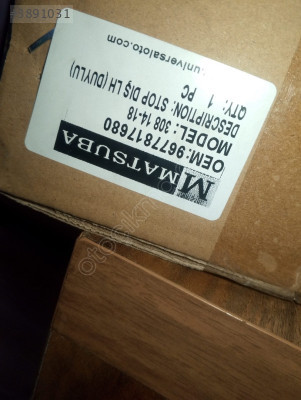 #891031
M MATSUBA
OEM:9677817680
MODEL: 308 14-18
DESCRIPTION: STOP DIŞ LH (DUYLU)
QTY: 1 PC
.universaloto.com